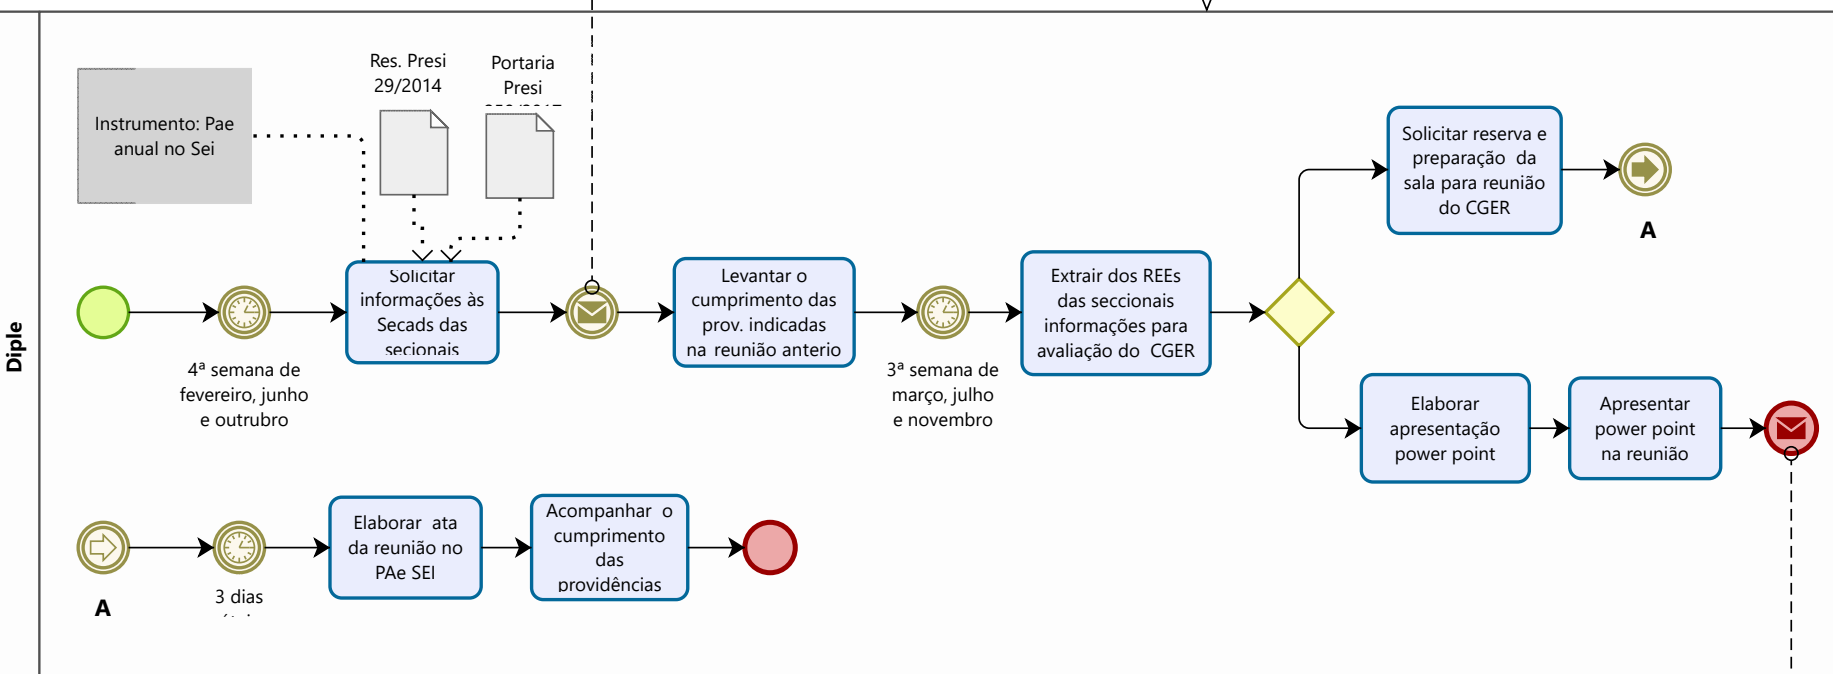 Diple
Instrumento: Pae
anual no Sei
Res. Presi
29/2014
Portaria
Presi
4ª semana de
fevereiro, junho
e outrubro
Solicitar
informações às
Secads das
secionais
Levantar o
cumprimento das
prov. indicadas
na reunião anterio
3ª semana de
março, julho
e novembro
Extrair dos REEs
das seccionais
informações para
avaliação do CGER
Solicitar reserva e
preparação da
sala para reunião
do CGER
A
Elaborar
apresentação
power point
Apresentar
power point
na reunião
A
3 dias
Elaborar ata
da reunião no
PAe SEI
Acompanhar o
cumprimento
das
providências